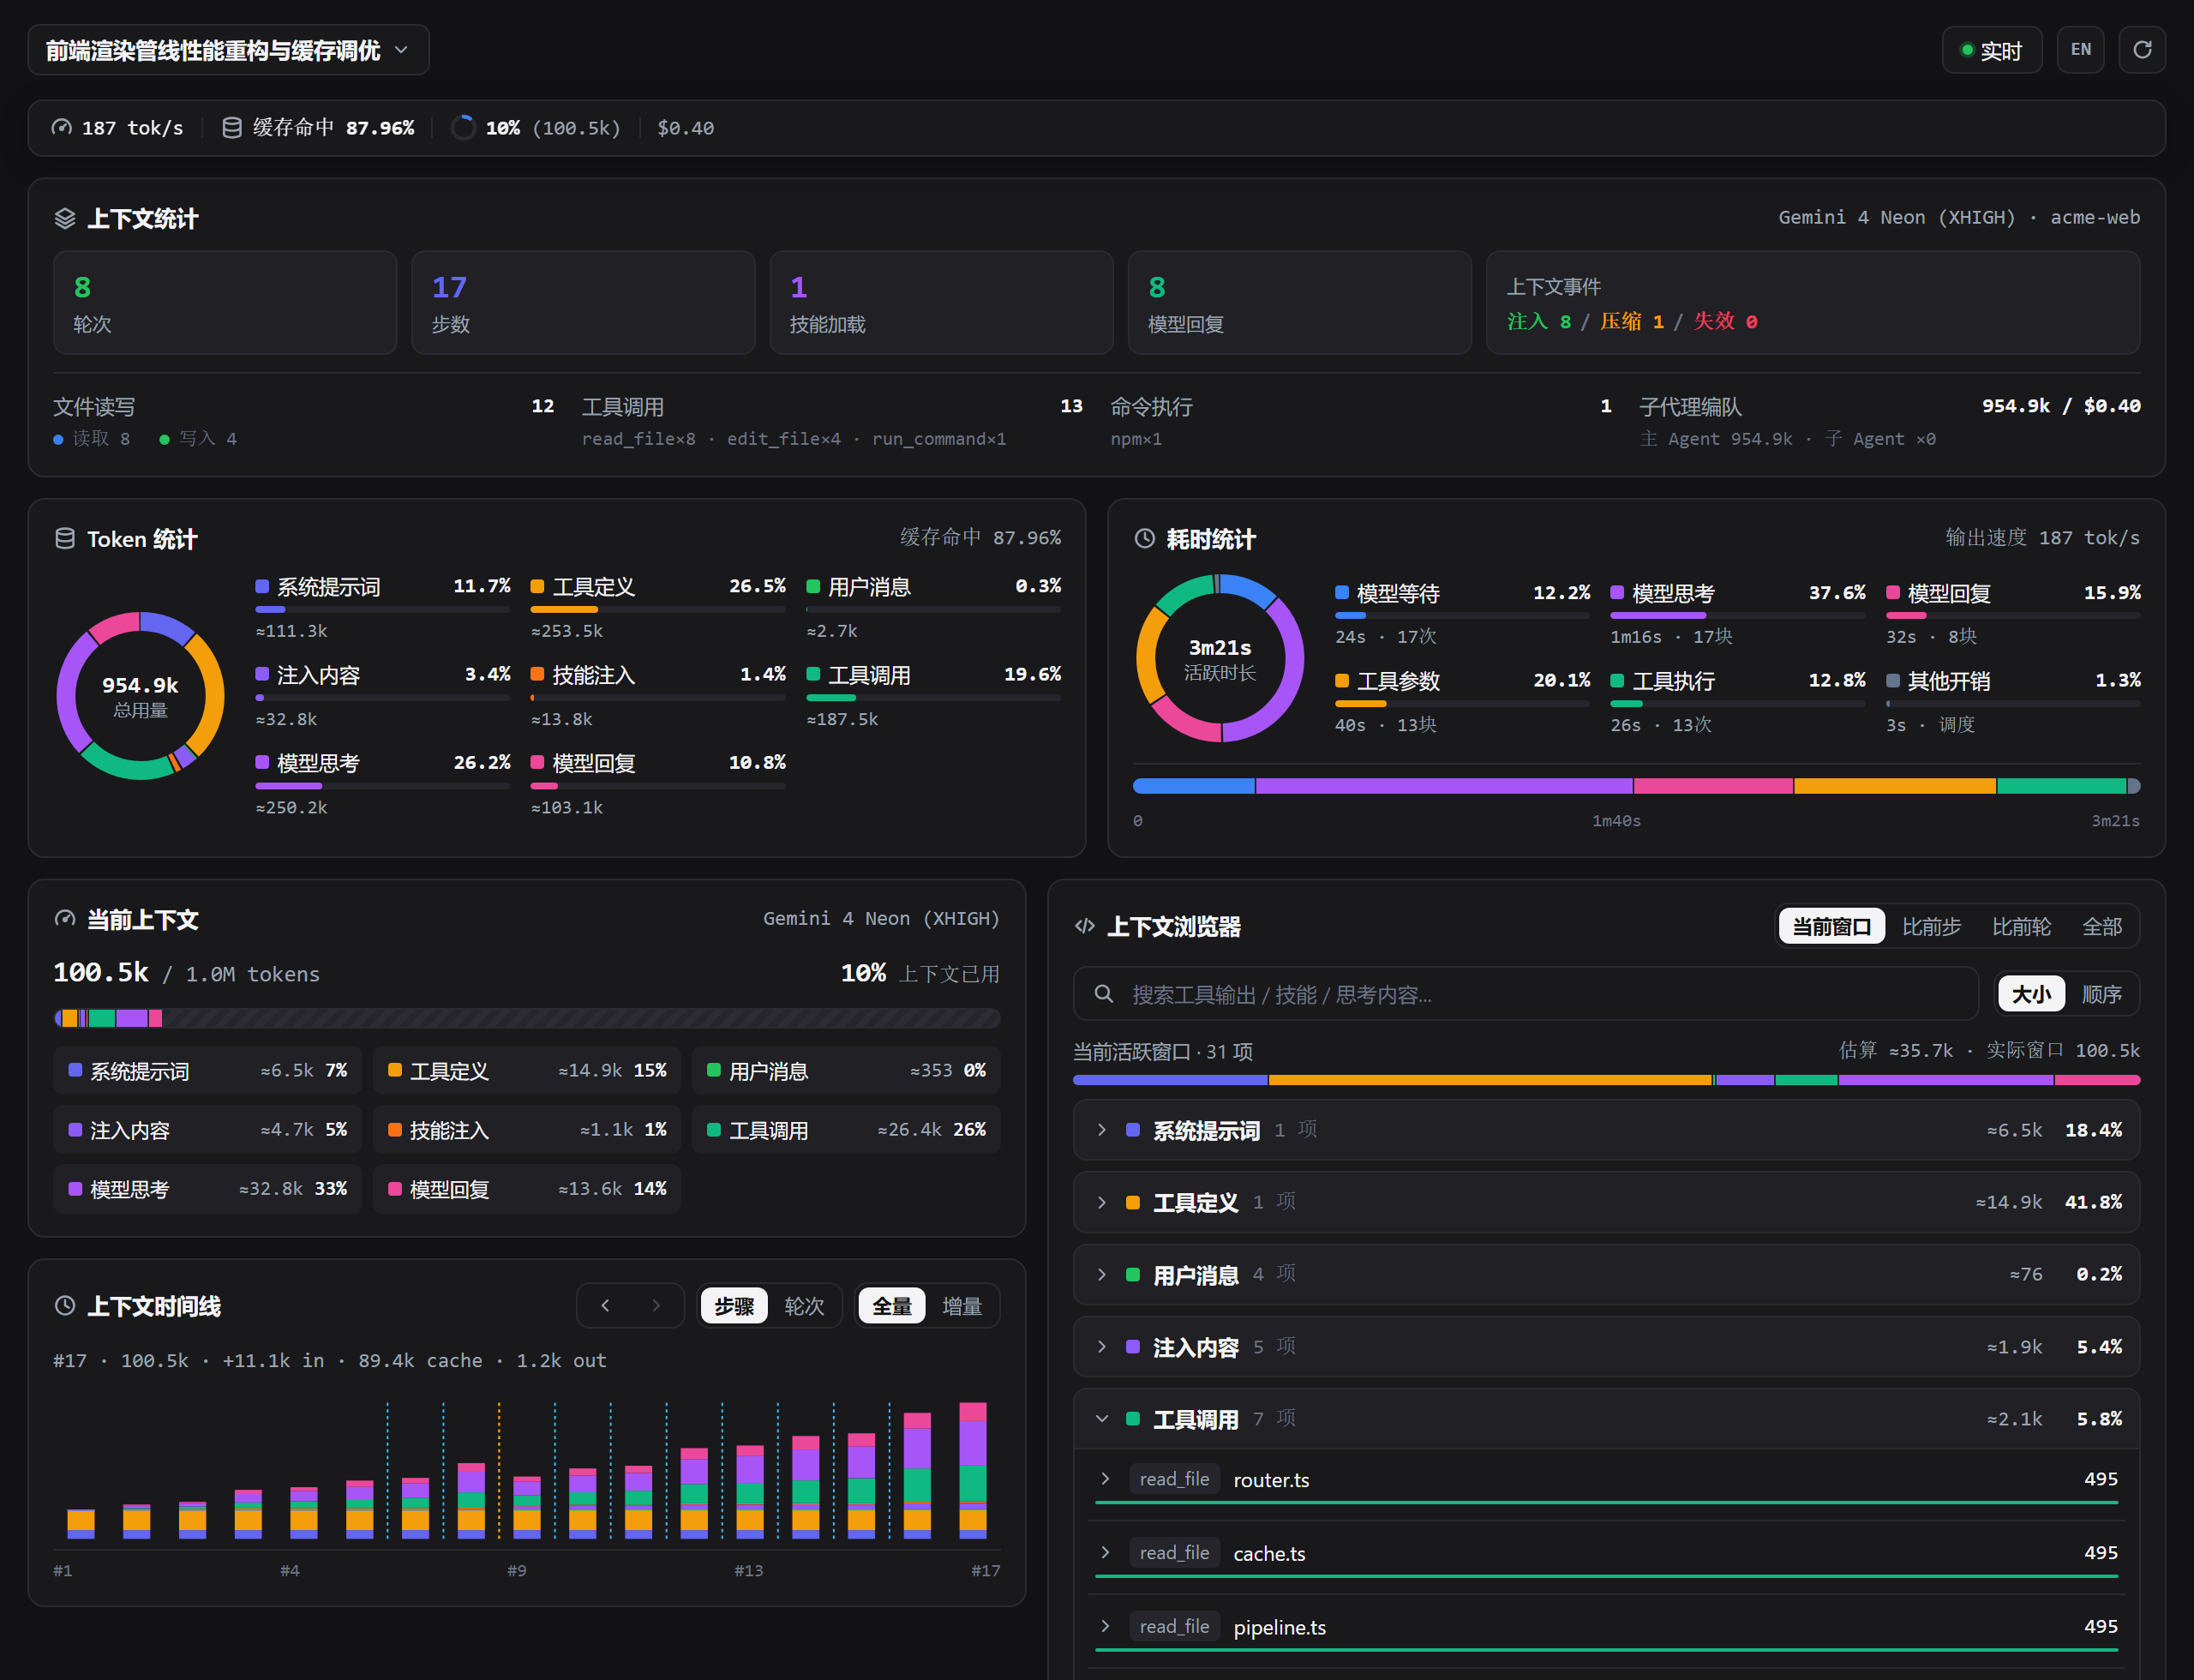 前端渲染管线性能重构与缓存调优
实时
EN
187 tok/s
缓存命中 87.96%
10% (100.5k)
$0.40
上下文统计
Gemini 4 Neon (XHIGH) · acme-web
8
轮次
17
步数
1
技能加载
8
模型回复
上下文事件
注入 8 / 压缩 1 / 失效 0
文件读写 12
读取 8 写入 4
工具调用 13
read_file×8 · edit_file×4 · run_command×1
命令执行 1
npm×1
子代理编队 954.9k / $0.40
主 Agent 954.9k · 子 Agent ×0
Token 统计
缓存命中 87.96%
954.9k
总用量
系统提示词 11.7%
≈111.3k
工具定义 26.5%
≈253.5k
用户消息 0.3%
≈2.7k
注入内容 3.4%
≈32.8k
技能注入 1.4%
≈13.8k
工具调用 19.6%
≈187.5k
模型思考 26.2%
≈250.2k
模型回复 10.8%
≈103.1k
耗时统计
输出速度 187 tok/s
3m21s
活跃时长
模型等待 12.2%
24s · 17次
模型思考 37.6%
1m16s · 17块
模型回复 15.9%
32s · 8块
工具参数 20.1%
40s · 13块
工具执行 12.8%
26s · 13次
其他开销 1.3%
3s · 调度
0 1m40s 3m21s
当前上下文
Gemini 4 Neon (XHIGH)
100.5k / 1.0M tokens
10% 上下文已用
系统提示词 ≈6.5k 7%
工具定义 ≈14.9k 15%
用户消息 ≈353 0%
注入内容 ≈4.7k 5%
技能注入 ≈1.1k 1%
工具调用 ≈26.4k 26%
模型思考 ≈32.8k 33%
模型回复 ≈13.6k 14%
上下文时间线
步骤 轮次
全量 增量
#17 · 100.5k · +11.1k in · 89.4k cache · 1.2k out
#1 #4 #9 #13 #17
上下文浏览器
当前窗口 比前步 比前轮 全部
搜索工具输出 / 技能 / 思考内容...
大小 顺序
当前活跃窗口 · 31 项
估算 ≈35.7k · 实际窗口 100.5k
系统提示词 1 项 ≈6.5k 18.4%
工具定义 1 项 ≈14.9k 41.8%
用户消息 4 项 ≈76 0.2%
注入内容 5 项 ≈1.9k 5.4%
工具调用 7 项 ≈2.1k 5.8%
read_file router.ts 495
read_file cache.ts 495
read_file pipeline.ts 495